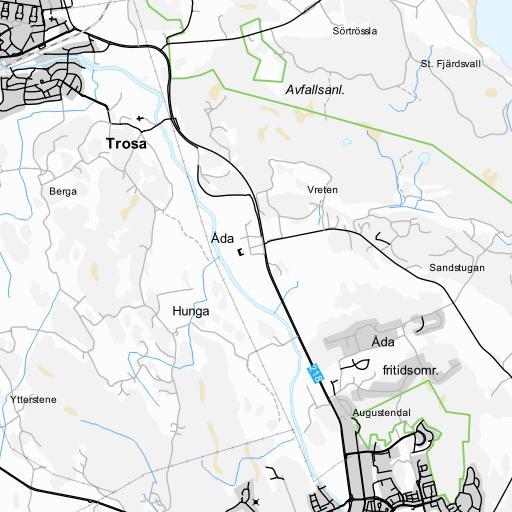 Sörtrössla
St. Fjärdsvall
Avfallsanl.
Trosa
Berga
Vreten
Åda
Sandstugan
Hunga
Åda
fritidsomr.
218
Ytterstene
Augustendal